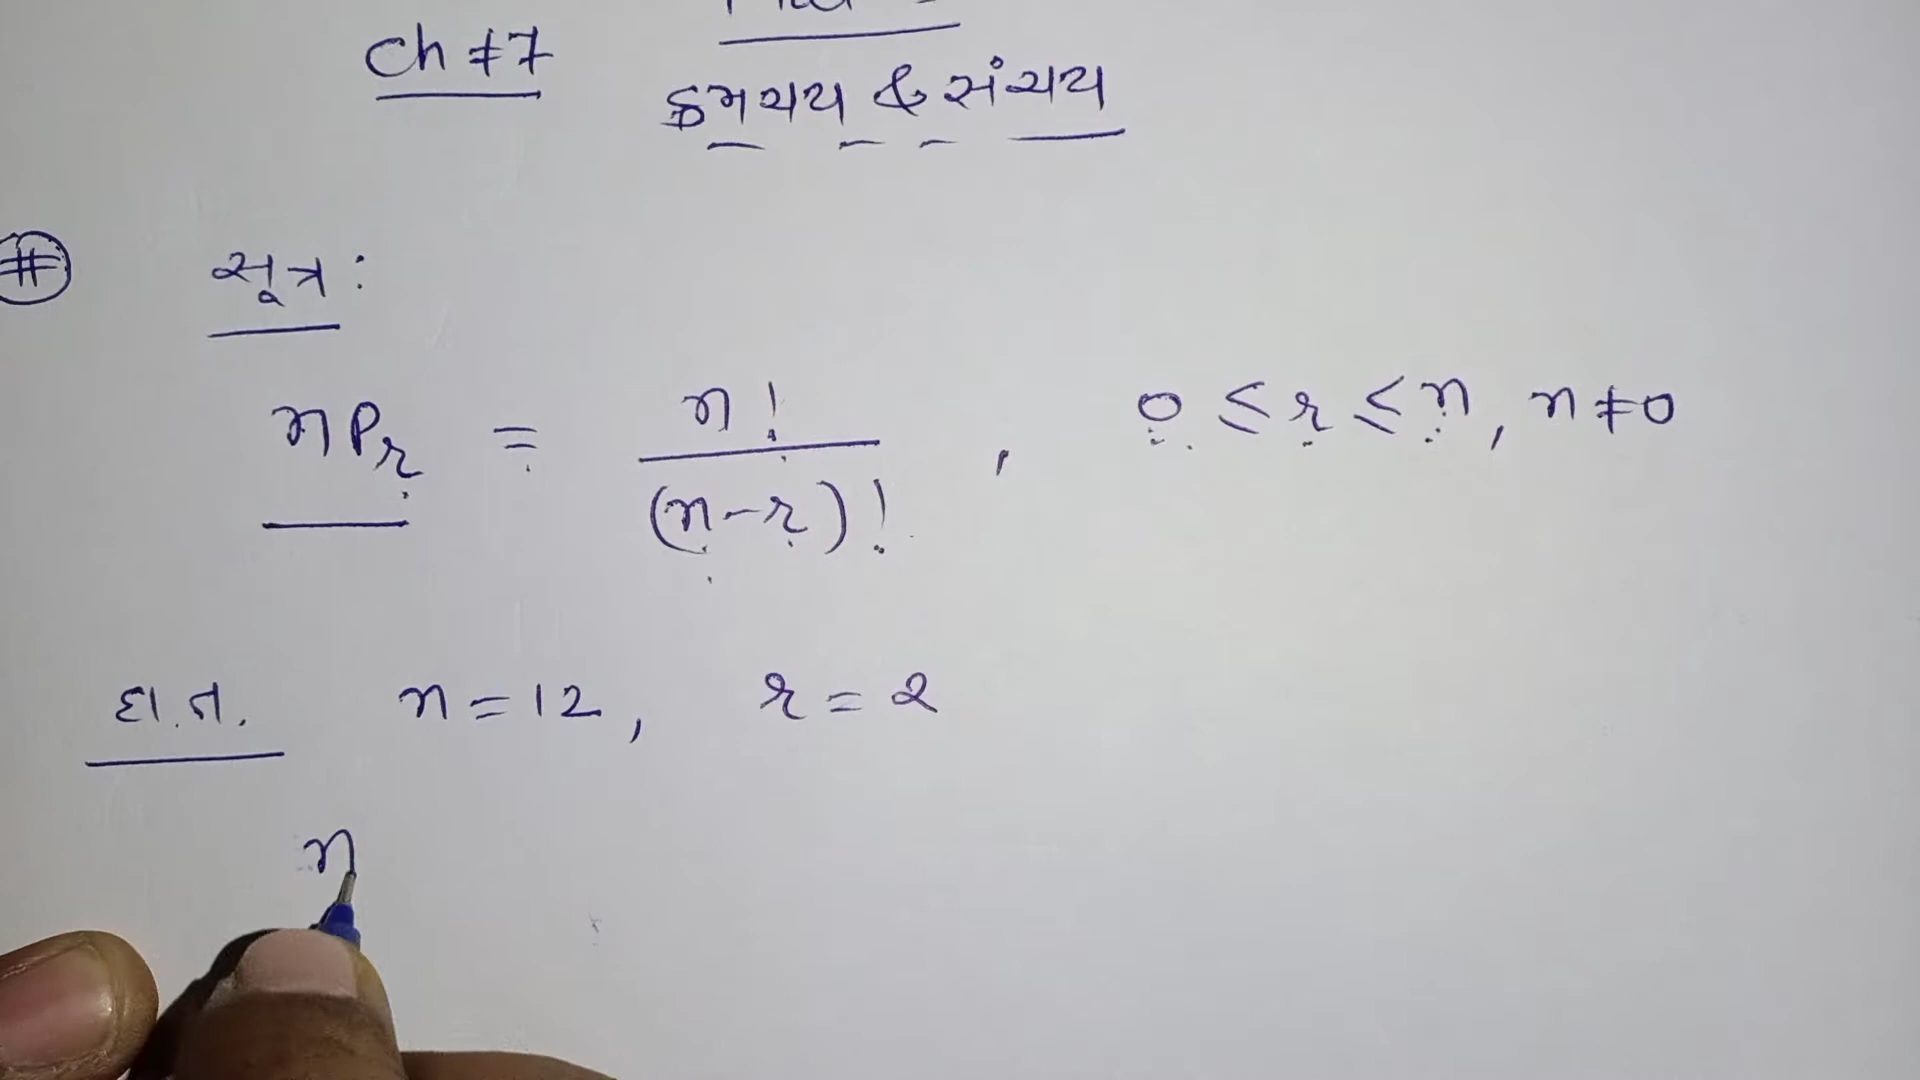 Ch # 7
ક્રમચય & સંચય
# સૂત્ર :
nPr = n! / (n-r)! , 0 ≤ r ≤ n, n ≠ 0
દા.ત. n = 12, r = 2
n